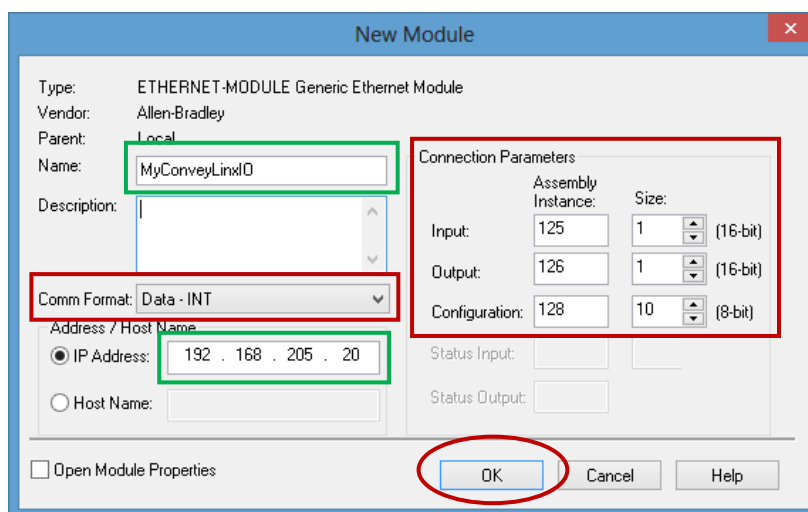 New Module
Type: ETHERNET-MODULE Generic Ethernet Module
Vendor: Allen-Bradley
Parent: Local
Name: MyConveyLinxIO
Description:
Comm Format: Data - INT
Address / Host Name
IP Address: 192 . 168 . 205 . 20
Host Name:
Connection Parameters
Assembly
Instance: Size:
Input: 125 1 (16-bit)
Output: 126 1 (16-bit)
Configuration: 128 10 (8-bit)
Status Input:
Status Output:
Open Module Properties
OK Cancel Help